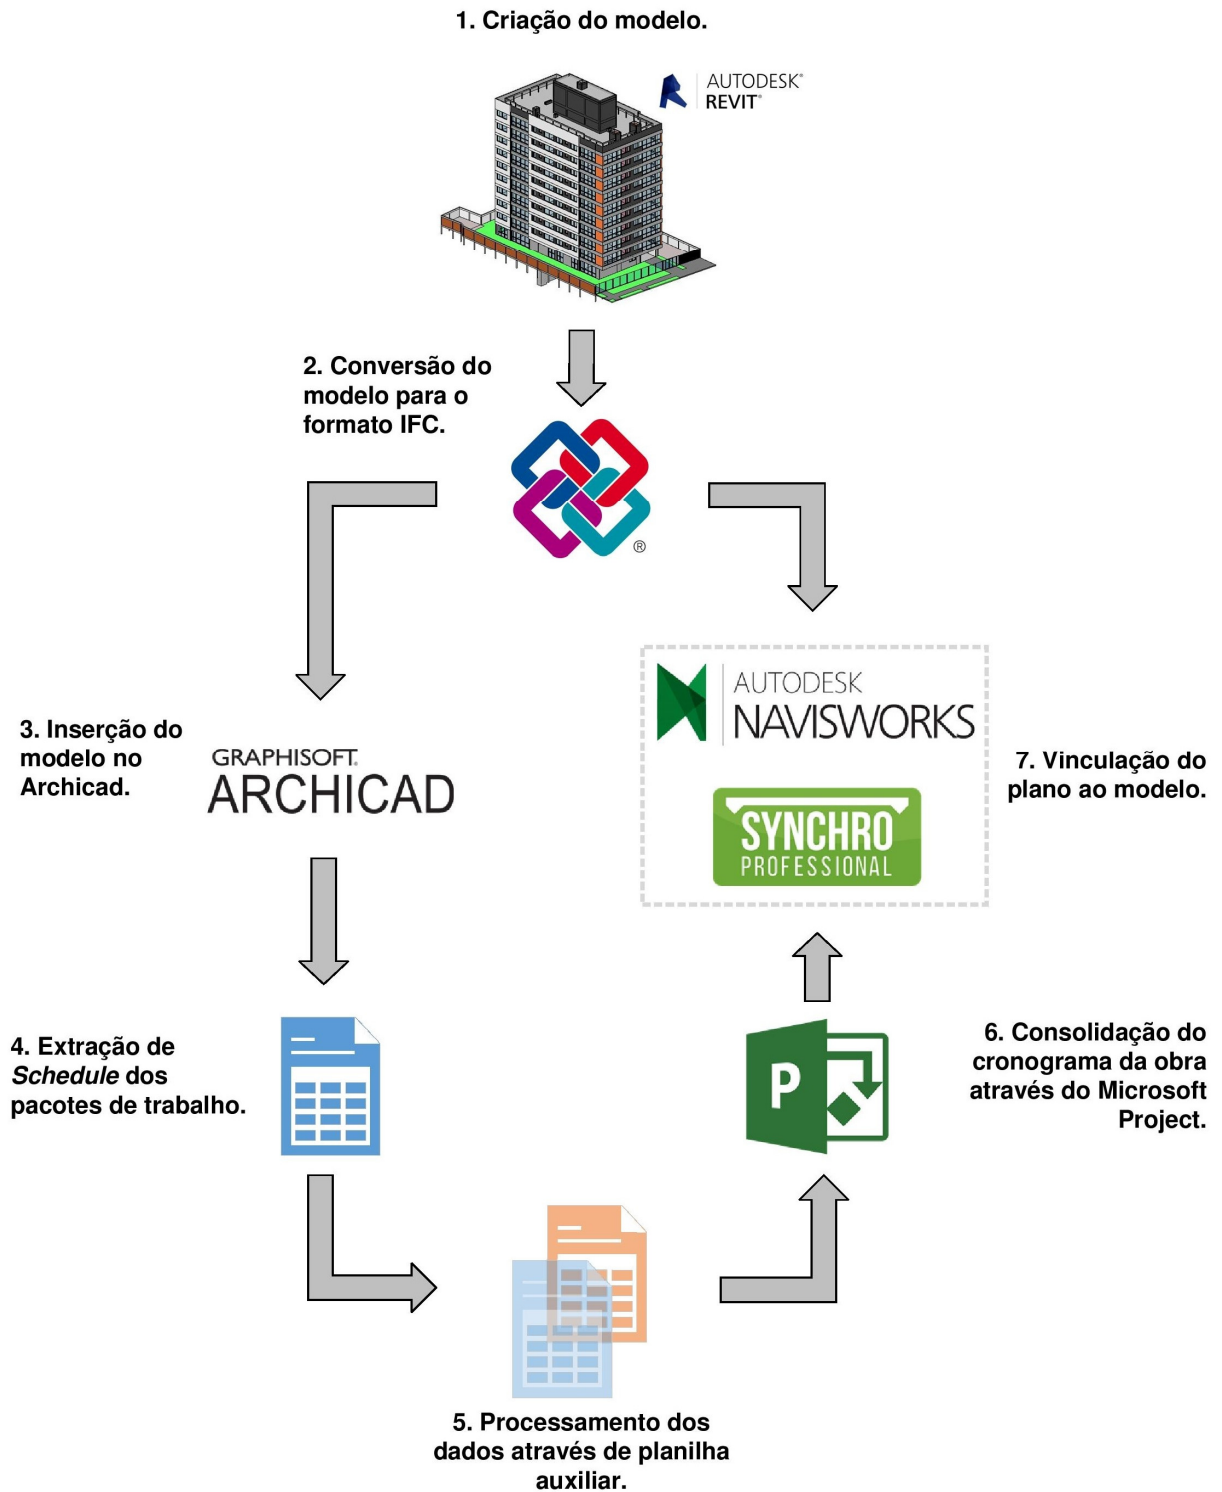 1. Criação do modelo.
AUTODESK®
REVIT®
2. Conversão do
modelo para o
formato IFC.
®
3. Inserção do
modelo no
Archicad.
GRAPHISOFT.
ARCHICAD
AUTODESK
NAVISWORKS
SYNCHRO
PROFESSIONAL
7. Vinculação do
plano ao modelo.
4. Extração de
Schedule dos
pacotes de trabalho.
P
6. Consolidação do
cronograma da obra
através do Microsoft
Project.
5. Processamento dos
dados através de planilha
auxiliar.